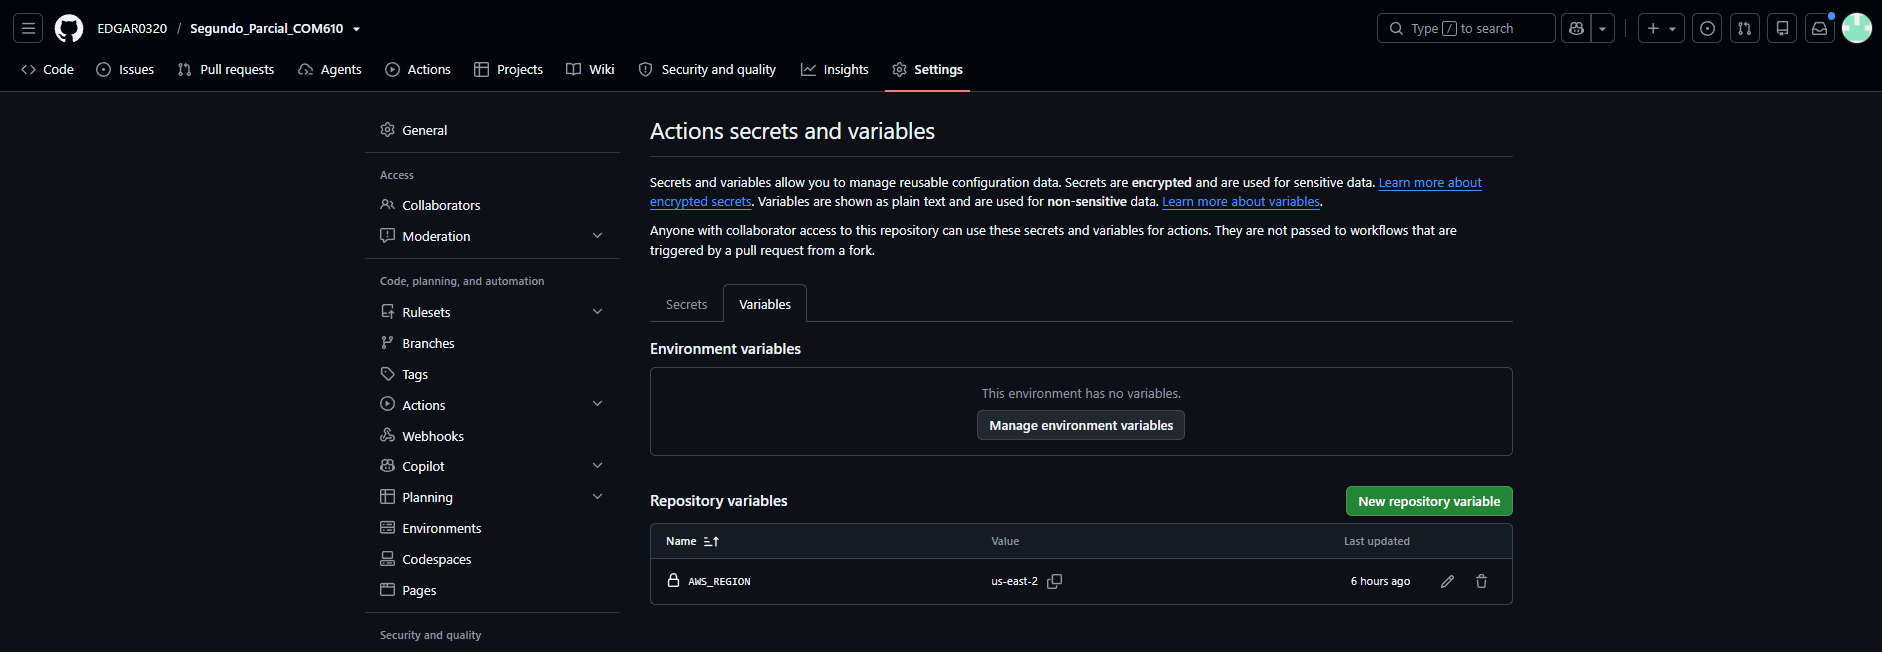 EDGAR0320 / Segundo_Parcial_COM610
Type / to search
Code Issues Pull requests Agents Actions Projects Wiki Security and quality Insights Settings
General
Access
Collaborators
Moderation
Code, planning, and automation
Rulesets
Branches
Tags
Actions
Webhooks
Copilot
Planning
Environments
Codespaces
Pages
Security and quality
Actions secrets and variables
Secrets and variables allow you to manage reusable configuration data. Secrets are encrypted and are used for sensitive data. Learn more about
encrypted secrets. Variables are shown as plain text and are used for non-sensitive data. Learn more about variables.
Anyone with collaborator access to this repository can use these secrets and variables for actions. They are not passed to workflows that are
triggered by a pull request from a fork.
Secrets Variables
Environment variables
This environment has no variables.
Manage environment variables
Repository variables
New repository variable
Name Value Last updated
AWS_REGION us-east-2 6 hours ago